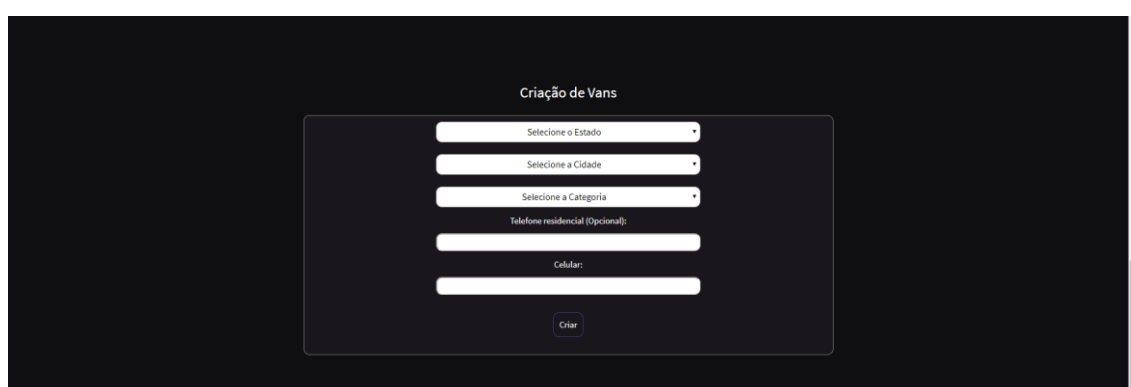 Criação de Vans
Selecione o Estado
Selecione a Cidade
Selecione a Categoria
Telefone residencial (Opcional):
Celular:
Criar